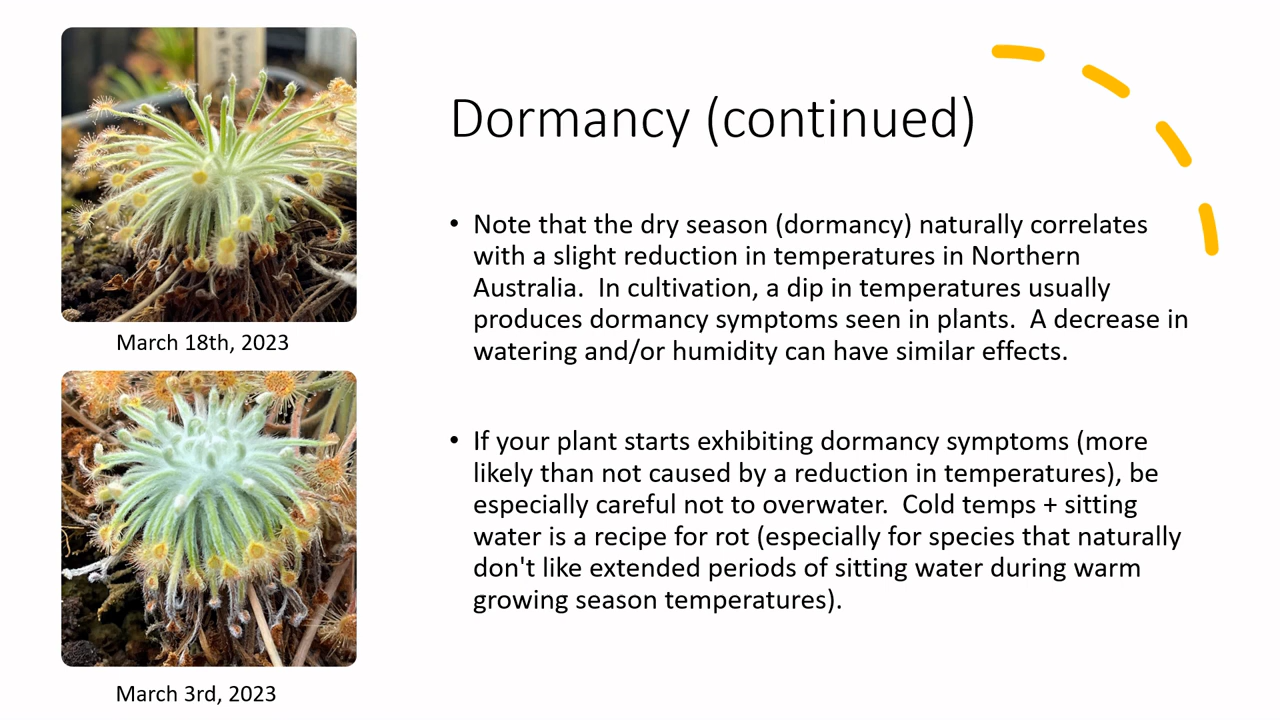 Dormancy (continued)
• Note that the dry season (dormancy) naturally correlates
with a slight reduction in temperatures in Northern
Australia.  In cultivation, a dip in temperatures usually
produces dormancy symptoms seen in plants.  A decrease in
watering and/or humidity can have similar effects.
• If your plant starts exhibiting dormancy symptoms (more
likely than not caused by a reduction in temperatures), be
especially careful not to overwater.  Cold temps + sitting
water is a recipe for rot (especially for species that naturally
don't like extended periods of sitting water during warm
growing season temperatures).
March 18th, 2023
March 3rd, 2023